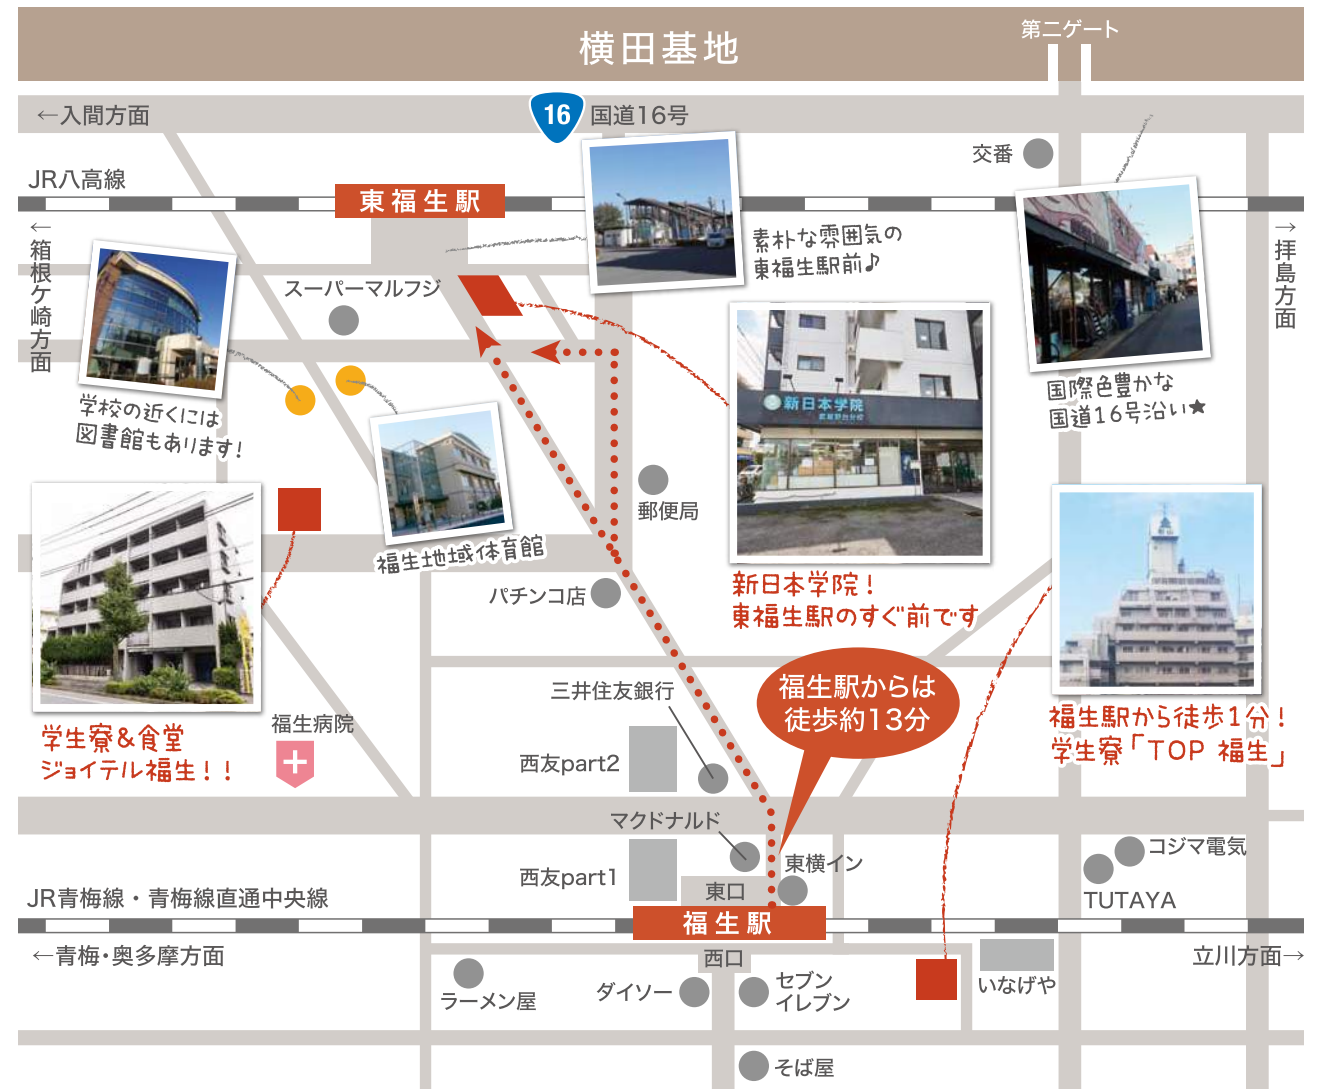 横田基地
第二ゲート
←入間方面
16
国道16号
交番
JR八高線
東福生駅
素朴な雰囲気の
東福生駅前♪
←箱根ケ崎方面
→拝島方面
スーパーマルフジ
学校の近くには
図書館もあります!
新日本学院
国際色豊かな
国道16号沿い★
郵便局
福生地域体育館
パチンコ店
新日本学院!
東福生駅のすぐ前です
学生寮&食堂
ジョイテル福生!!
福生病院
三井住友銀行
西友part2
福生駅からは
徒歩約13分
福生駅から徒歩1分!
学生寮「TOP 福生」
マクドナルド
西友part1
東横イン
東口
コジマ電気
TUTAYA
JR青梅線・青梅線直通中央線
福生駅
←青梅・奥多摩方面
西口
立川方面→
ラーメン屋
ダイソー
セブン
イレブン
いなげや
そば屋